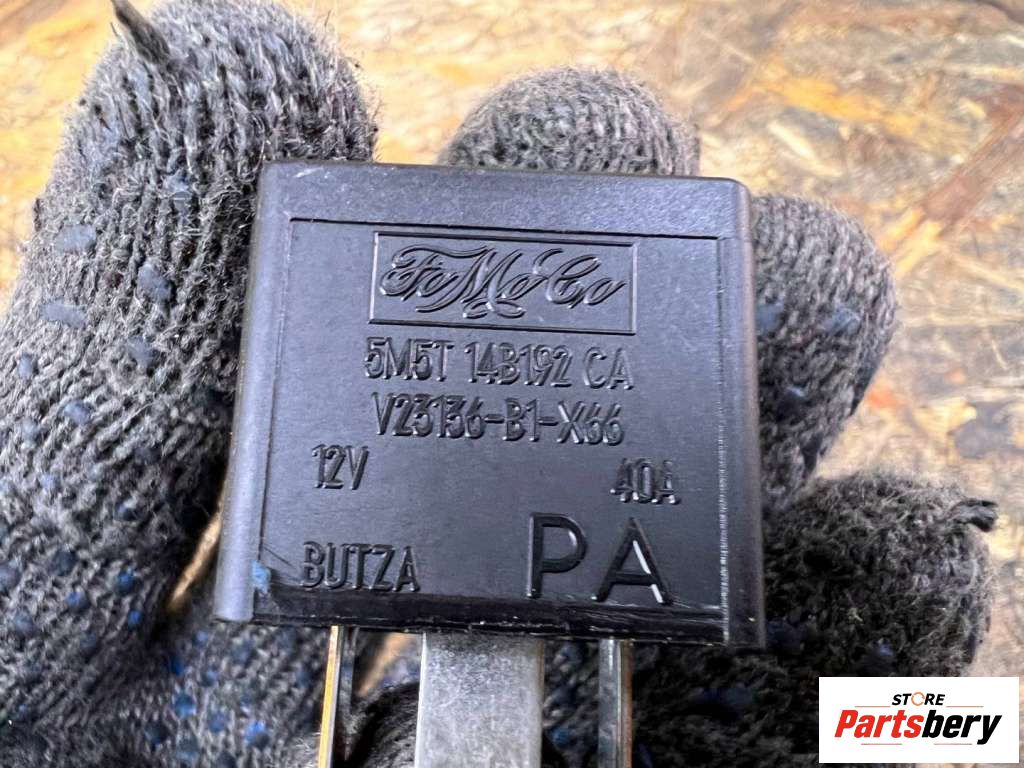 FoMoCo
5M5T 14B192 CA
V23136-B1-X66
12V 40A
BUTZA PA
STORE
Partsbery